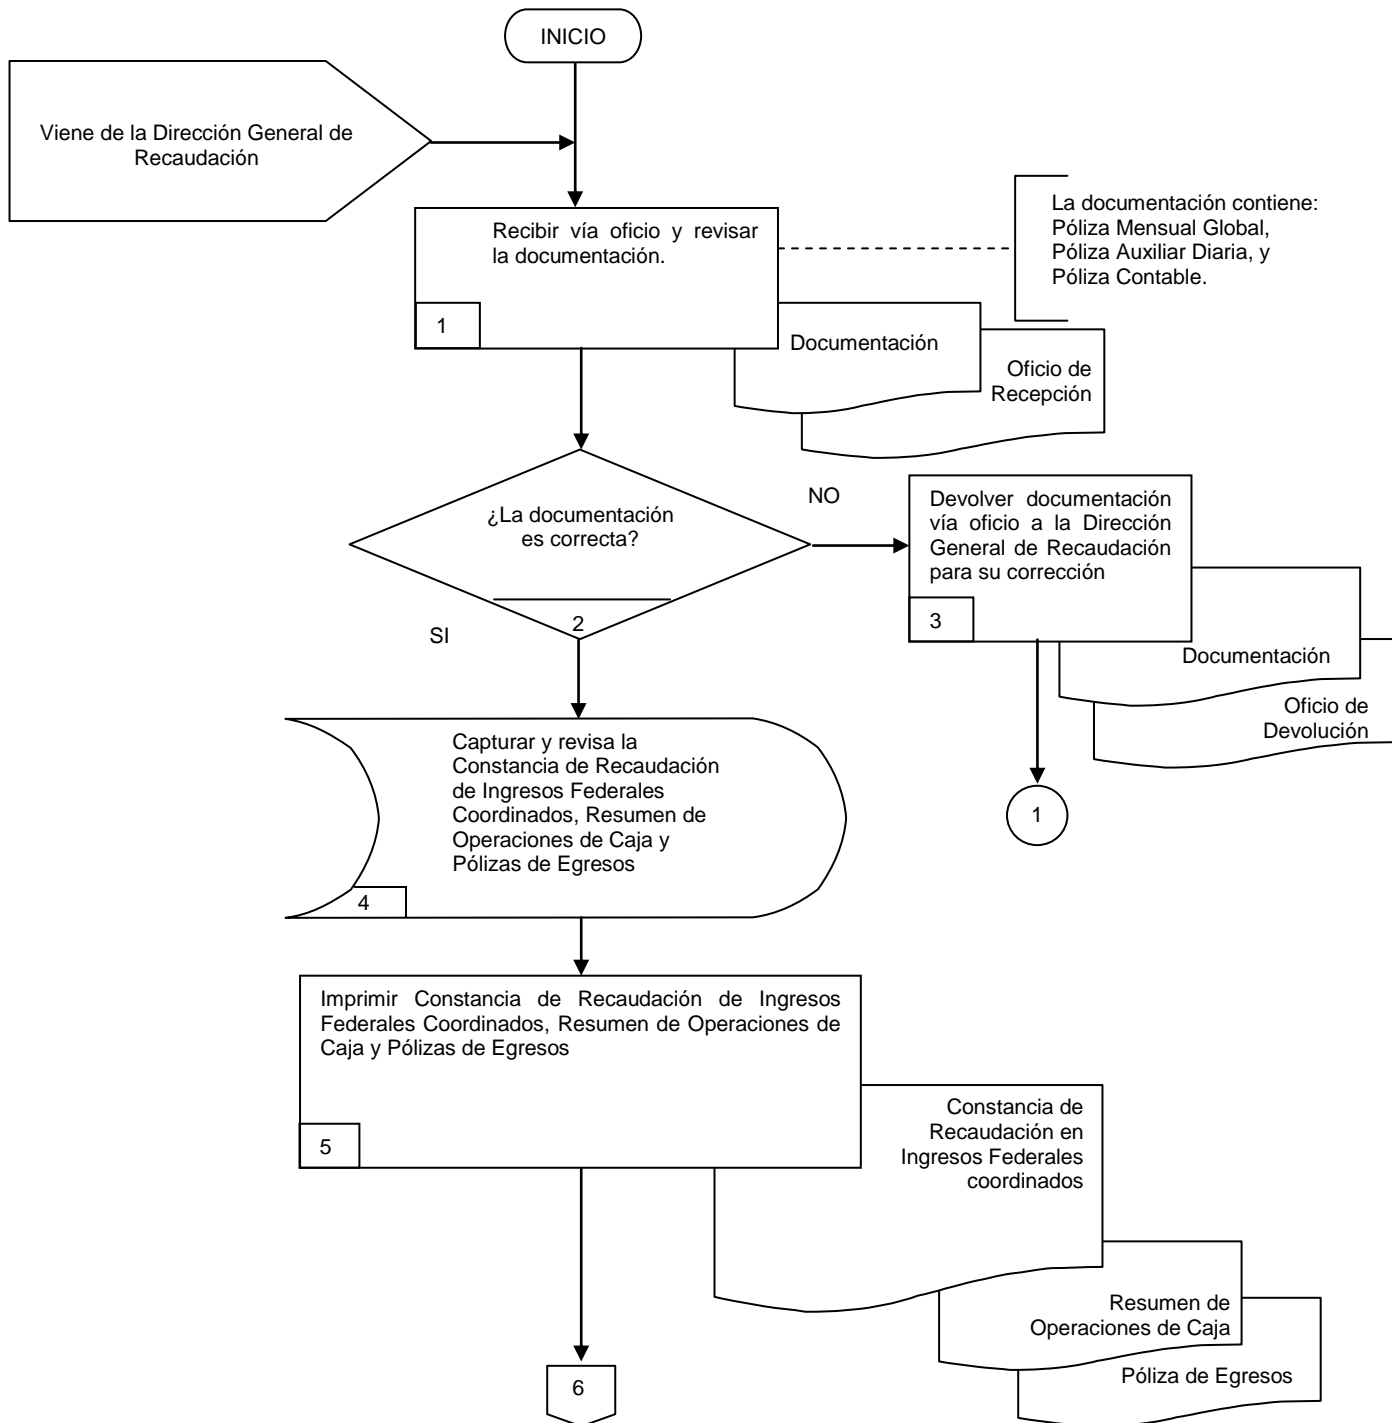 INICIO
Viene de la Dirección General de
Recaudación
Recibir vía oficio y revisar
la documentación.
1
La documentación contiene:
Póliza Mensual Global,
Póliza Auxiliar Diaria, y
Póliza Contable.
Documentación
Oficio de
Recepción
¿La documentación
es correcta?
2
NO
SI
Devolver documentación
vía oficio a la Dirección
General de Recaudación
para su corrección
3
Documentación
Oficio de
Devolución
1
Capturar y revisa la
Constancia de Recaudación
de Ingresos Federales
Coordinados, Resumen de
Operaciones de Caja y
Pólizas de Egresos
4
Imprimir Constancia de Recaudación de Ingresos
Federales Coordinados, Resumen de Operaciones de
Caja y Pólizas de Egresos
5
Constancia de
Recaudación en
Ingresos Federales
coordinados
Resumen de
Operaciones de Caja
Póliza de Egresos
6